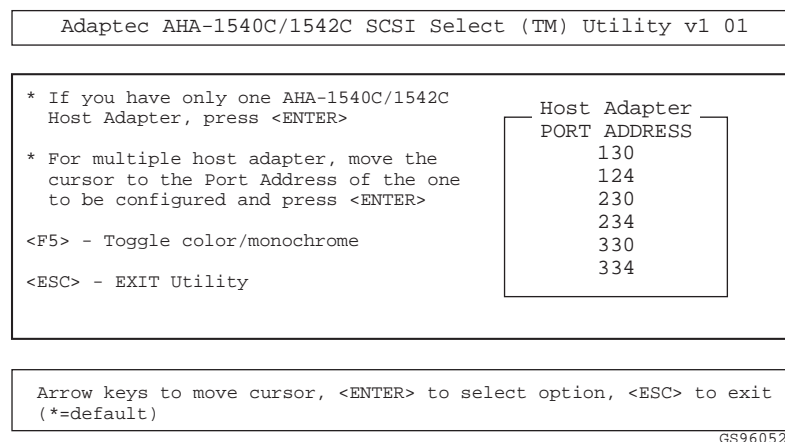 Adaptec AHA-1540C/1542C SCSI Select (TM) Utility v1 01
* If you have only one AHA-1540C/1542C
Host Adapter, press <ENTER>
* For multiple host adapter, move the
cursor to the Port Address of the one
to be configured and press <ENTER>
<F5> - Toggle color/monochrome
<ESC> - EXIT Utility
Host Adapter
PORT ADDRESS
130
124
230
234
330
334
Arrow keys to move cursor, <ENTER> to select option, <ESC> to exit
(*=default)
GS96052